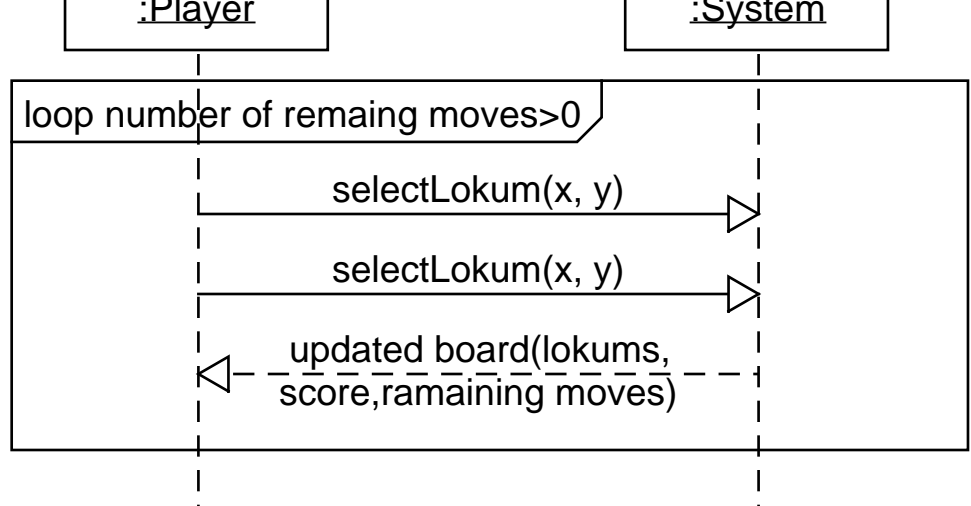 :Player
:System
loop number of remaing moves>0
selectLokum(x, y)
selectLokum(x, y)
updated board(lokums,
score,ramaining moves)